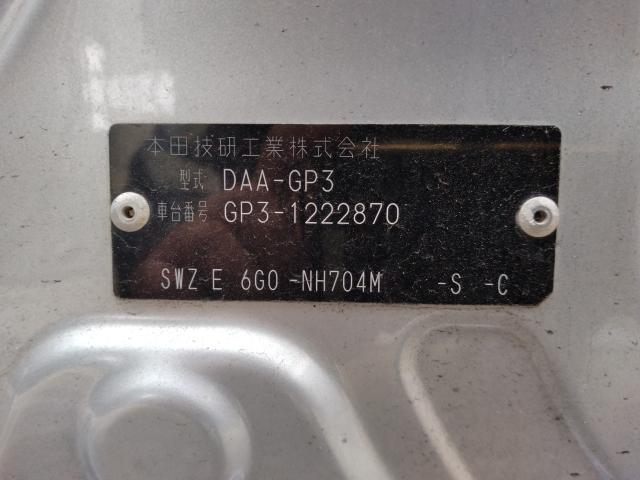 本田技研工業株式会社
型式 DAA-GP3
車台番号 GP3-1222870
SWZ E 6G0 -NH704M -S -C